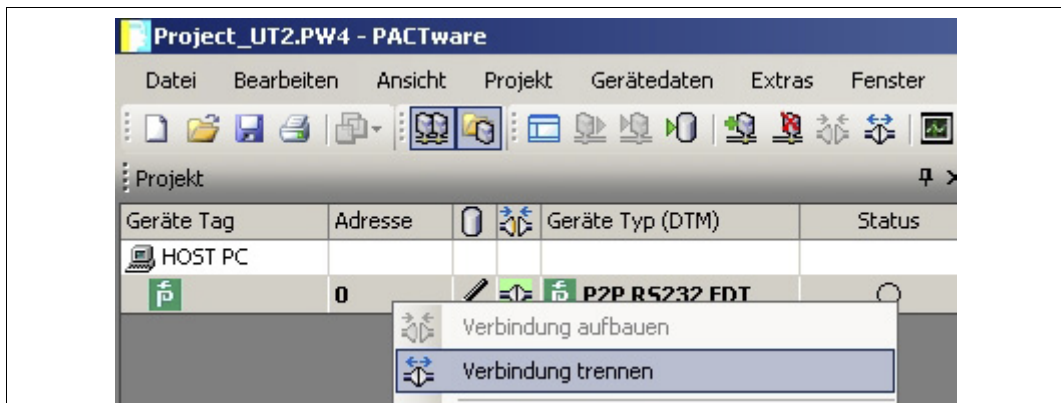 Project_UT2.PW4 - PACTware
Datei Bearbeiten Ansicht Projekt Gerätedaten Extras Fenster
Projekt
Geräte Tag Adresse Geräte Typ (DTM) Status
HOST PC
0 P2P RS232 FDT
Verbindung aufbauen
Verbindung trennen